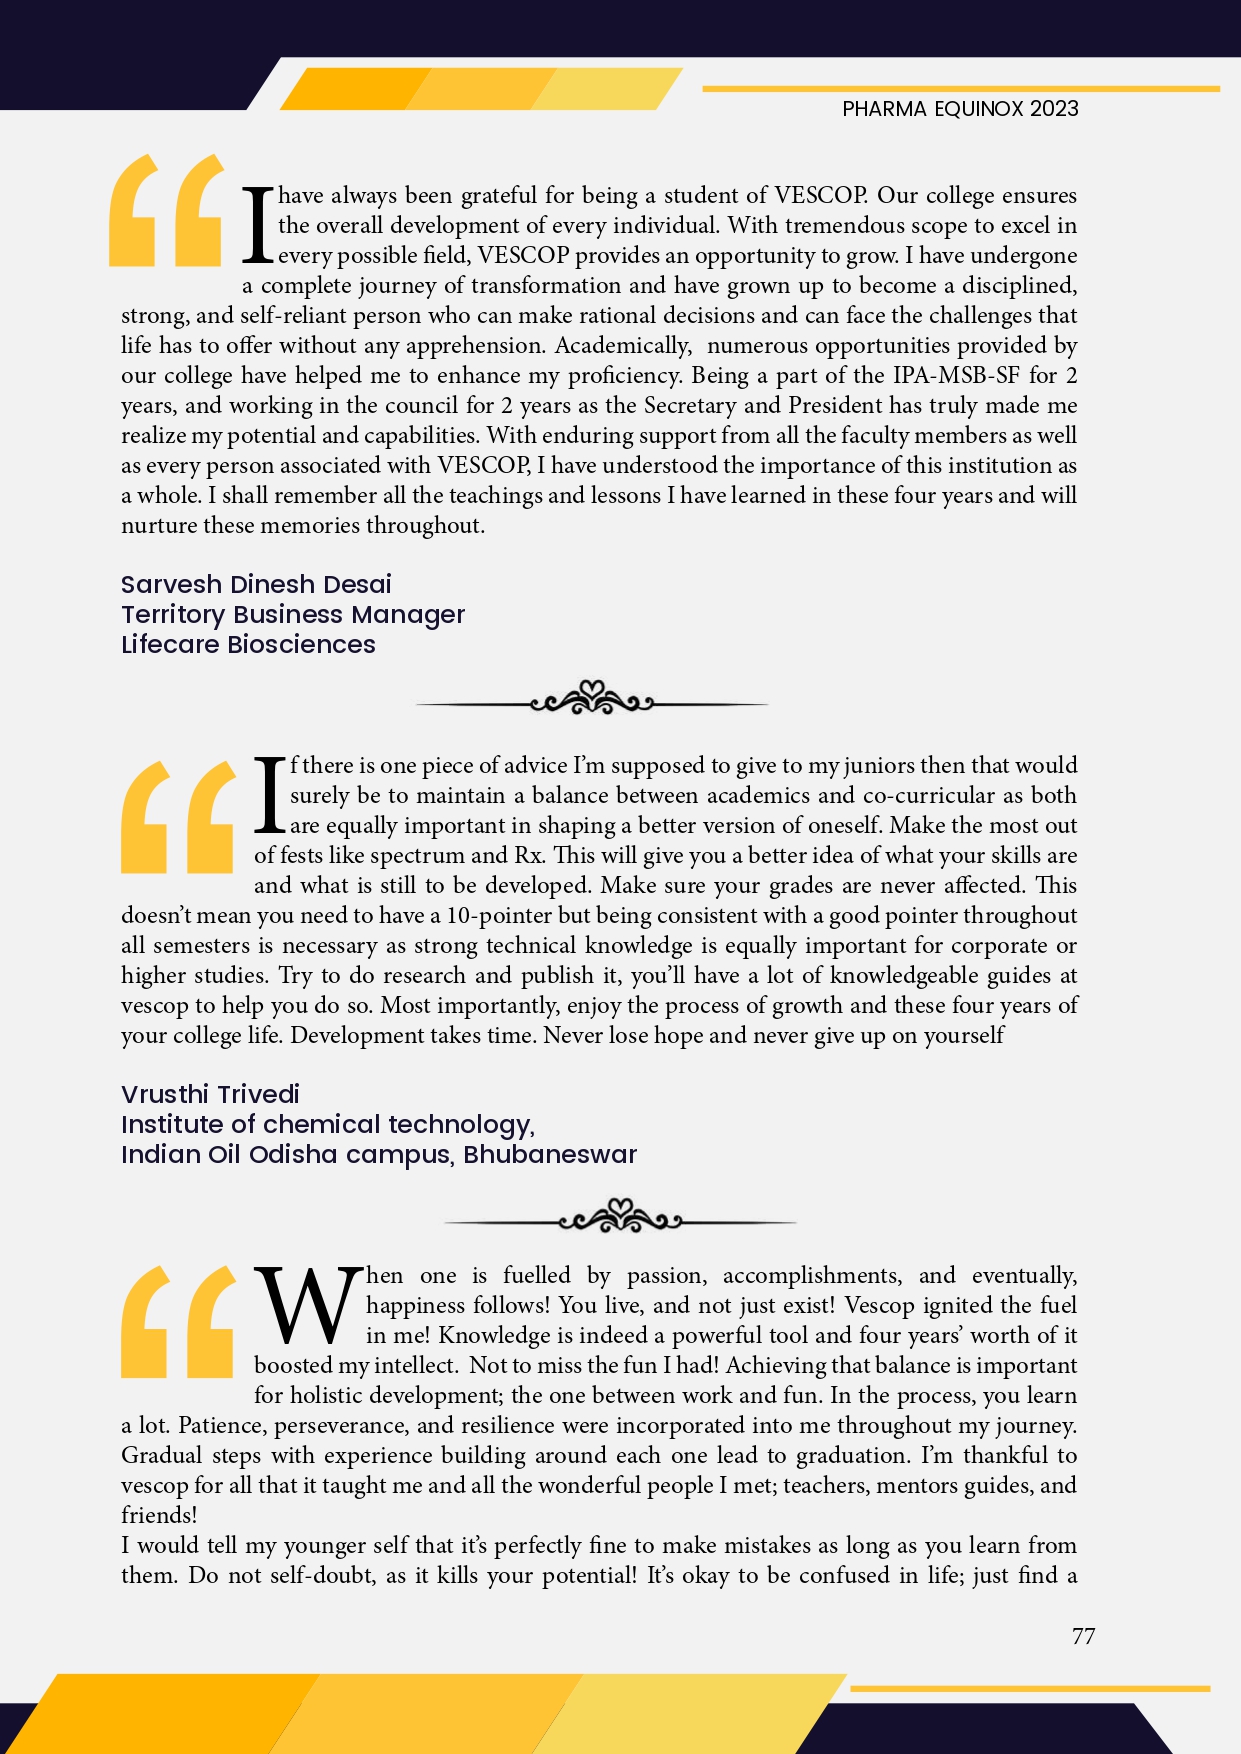 PHARMA EQUINOX 2023
I have always been grateful for being a student of VESCOP. Our college ensures
the overall development of every individual. With tremendous scope to excel in
every possible field, VESCOP provides an opportunity to grow. I have undergone
a complete journey of transformation and have grown up to become a disciplined,
strong, and self-reliant person who can make rational decisions and can face the challenges that
life has to offer without any apprehension. Academically, numerous opportunities provided by
our college have helped me to enhance my proficiency. Being a part of the IPA-MSB-SF for 2
years, and working in the council for 2 years as the Secretary and President has truly made me
realize my potential and capabilities. With enduring support from all the faculty members as well
as every person associated with VESCOP, I have understood the importance of this institution as
a whole. I shall remember all the teachings and lessons I have learned in these four years and will
nurture these memories throughout.
Sarvesh Dinesh Desai
Territory Business Manager
Lifecare Biosciences
If there is one piece of advice I’m supposed to give to my juniors then that would
surely be to maintain a balance between academics and co-curricular as both
are equally important in shaping a better version of oneself. Make the most out
of fests like spectrum and Rx. This will give you a better idea of what your skills are
and what is still to be developed. Make sure your grades are never affected. This
doesn’t mean you need to have a 10-pointer but being consistent with a good pointer throughout
all semesters is necessary as strong technical knowledge is equally important for corporate or
higher studies. Try to do research and publish it, you’ll have a lot of knowledgeable guides at
vescop to help you do so. Most importantly, enjoy the process of growth and these four years of
your college life. Development takes time. Never lose hope and never give up on yourself
Vrusthi Trivedi
Institute of chemical technology,
Indian Oil Odisha campus, Bhubaneswar
When one is fuelled by passion, accomplishments, and eventually,
happiness follows! You live, and not just exist! Vescop ignited the fuel
in me! Knowledge is indeed a powerful tool and four years’ worth of it
boosted my intellect. Not to miss the fun I had! Achieving that balance is important
for holistic development; the one between work and fun. In the process, you learn
a lot. Patience, perseverance, and resilience were incorporated into me throughout my journey.
Gradual steps with experience building around each one lead to graduation. I’m thankful to
vescop for all that it taught me and all the wonderful people I met; teachers, mentors guides, and
friends!
I would tell my younger self that it’s perfectly fine to make mistakes as long as you learn from
them. Do not self-doubt, as it kills your potential! It’s okay to be confused in life; just find a
77